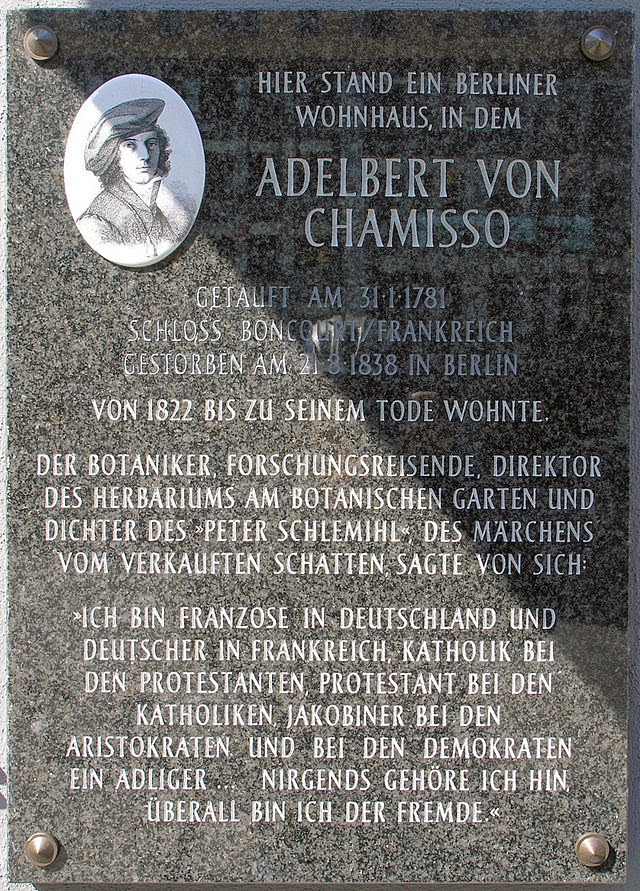 HIER STAND EIN BERLINER
WOHNHAUS, IN DEM
ADELBERT VON
CHAMISSO
GETAUFT AM 31·1·1781
SCHLOSS BONCOURT/FRANKREICH
GESTORBEN AM 21·8·1838 IN BERLIN
VON 1822 BIS ZU SEINEM TODE WOHNTE.
DER BOTANIKER, FORSCHUNGSREISENDE, DIREKTOR
DES HERBARIUMS AM BOTANISCHEN GARTEN UND
DICHTER DES »PETER SCHLEMIHL«, DES MÄRCHENS
VOM VERKAUFTEN SCHATTEN, SAGTE VON SICH:
»ICH BIN FRANZOSE IN DEUTSCHLAND UND
DEUTSCHER IN FRANKREICH, KATHOLIK BEI
DEN PROTESTANTEN, PROTESTANT BEI DEN
KATHOLIKEN, JAKOBINER BEI DEN
ARISTOKRATEN UND BEI DEN DEMOKRATEN
EIN ADLIGER ... NIRGENDS GEHÖRE ICH HIN,
ÜBERALL BIN ICH DER FREMDE.«